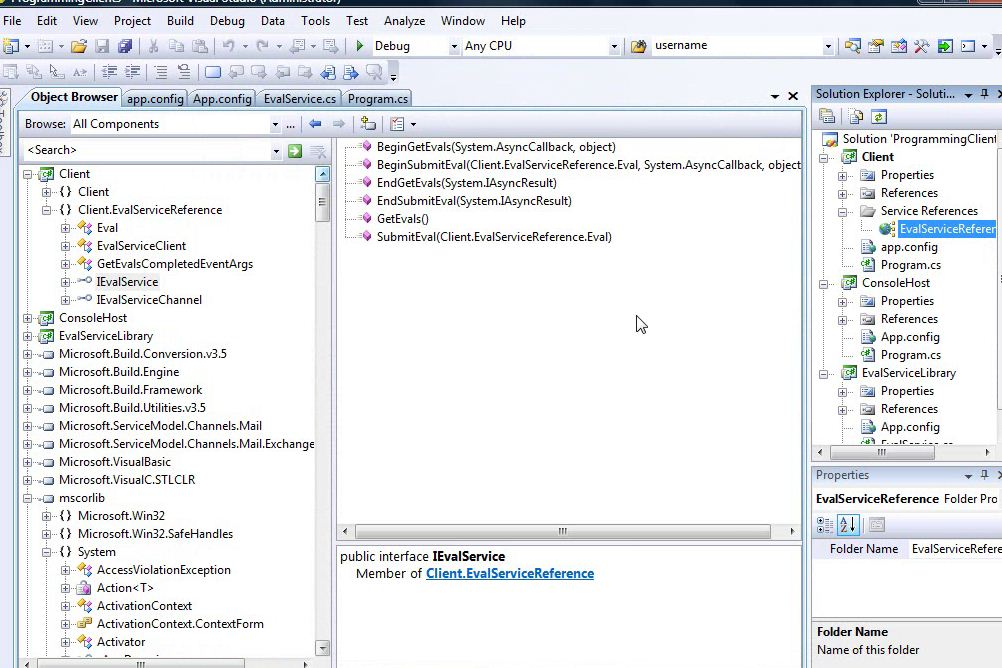 File Edit View Project Build Debug Data Tools Test Analyze Window Help
Debug Any CPU username
Object Browser app.config App.config EvalService.cs Program.cs
Browse: All Components ...
<Search>
Client
Client
Client.EvalServiceReference
Eval
EvalServiceClient
GetEvalsCompletedEventArgs
IEvalService
IEvalServiceChannel
ConsoleHost
EvalServiceLibrary
Microsoft.Build.Conversion.v3.5
Microsoft.Build.Engine
Microsoft.Build.Framework
Microsoft.Build.Utilities.v3.5
Microsoft.ServiceModel.Channels.Mail
Microsoft.ServiceModel.Channels.Mail.Exchange
Microsoft.VisualBasic
Microsoft.VisualC.STLCLR
mscorlib
Microsoft.Win32
Microsoft.Win32.SafeHandles
System
AccessViolationException
Action<T>
ActivationContext
ActivationContext.ContextForm
Activator
BeginGetEvals(System.AsyncCallback, object)
BeginSubmitEval(Client.EvalServiceReference.Eval, System.AsyncCallback, object
EndGetEvals(System.IAsyncResult)
EndSubmitEval(System.IAsyncResult)
GetEvals()
SubmitEval(Client.EvalServiceReference.Eval)
public interface IEvalService
Member of Client.EvalServiceReference
Solution Explorer - Soluti...
Solution 'ProgrammingClient
Client
Properties
References
Service References
EvalServiceReferen
app.config
Program.cs
ConsoleHost
Properties
References
App.config
Program.cs
EvalServiceLibrary
Properties
References
App.config
Properties
EvalServiceReference Folder Pro
Folder Name EvalServiceRefere
Folder Name
Name of this folder
Toolbox